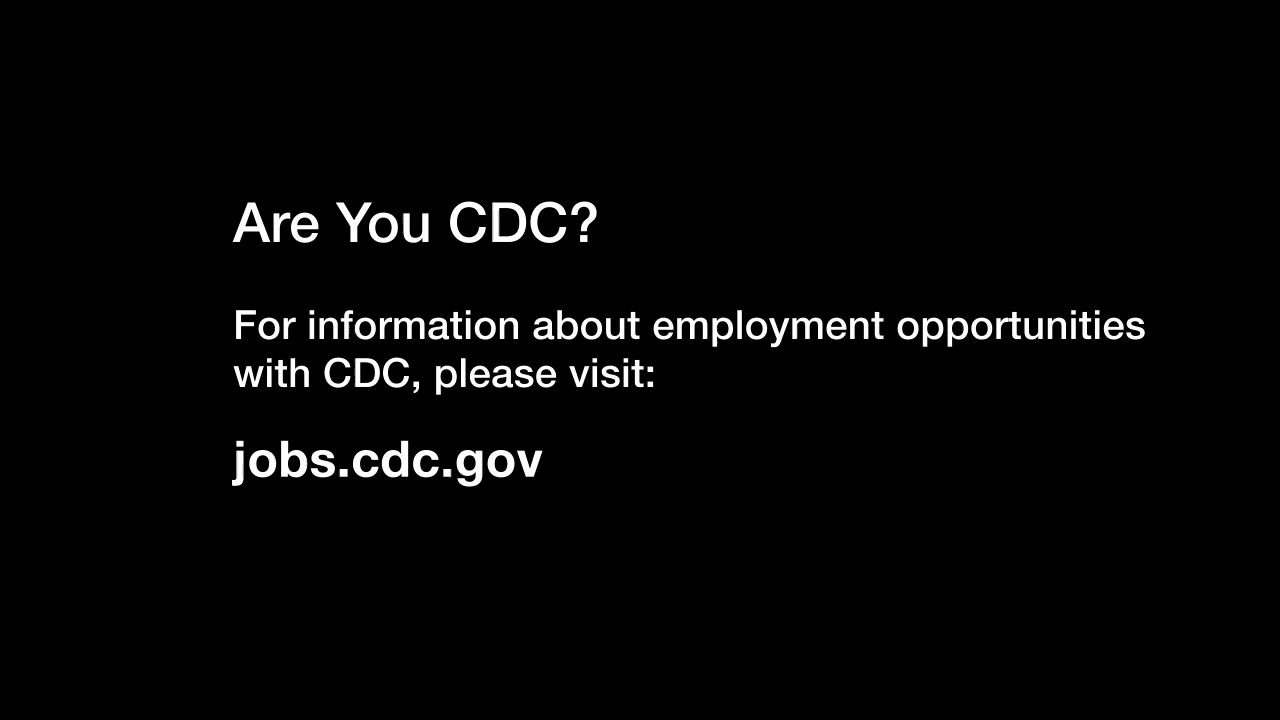 Are You CDC?
For information about employment opportunities
with CDC, please visit:
jobs.cdc.gov